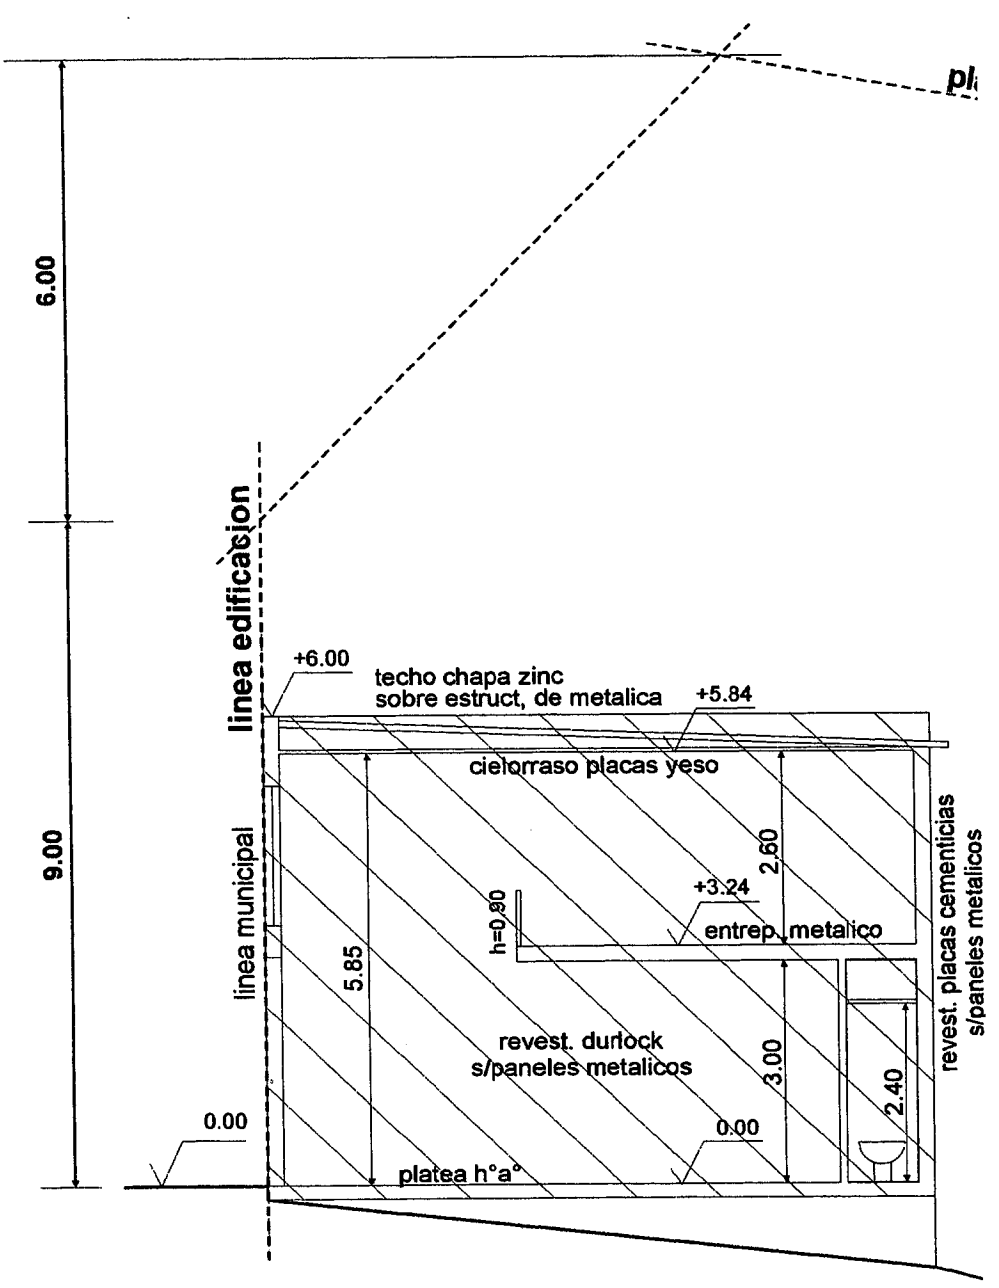 6.00
linea edificacion
+6.00
techo chapa zinc
sobre estruct, de metalica
+5.84
cielorraso placas yeso
9.00
linea municipal
2.60
+3.24
h=0.90
entrep. metalico
5.85
revest. placas cementicias
s/paneles metalicos
revest. durlock
s/paneles metalicos
3.00
2.40
0.00
0.00
platea h°a°